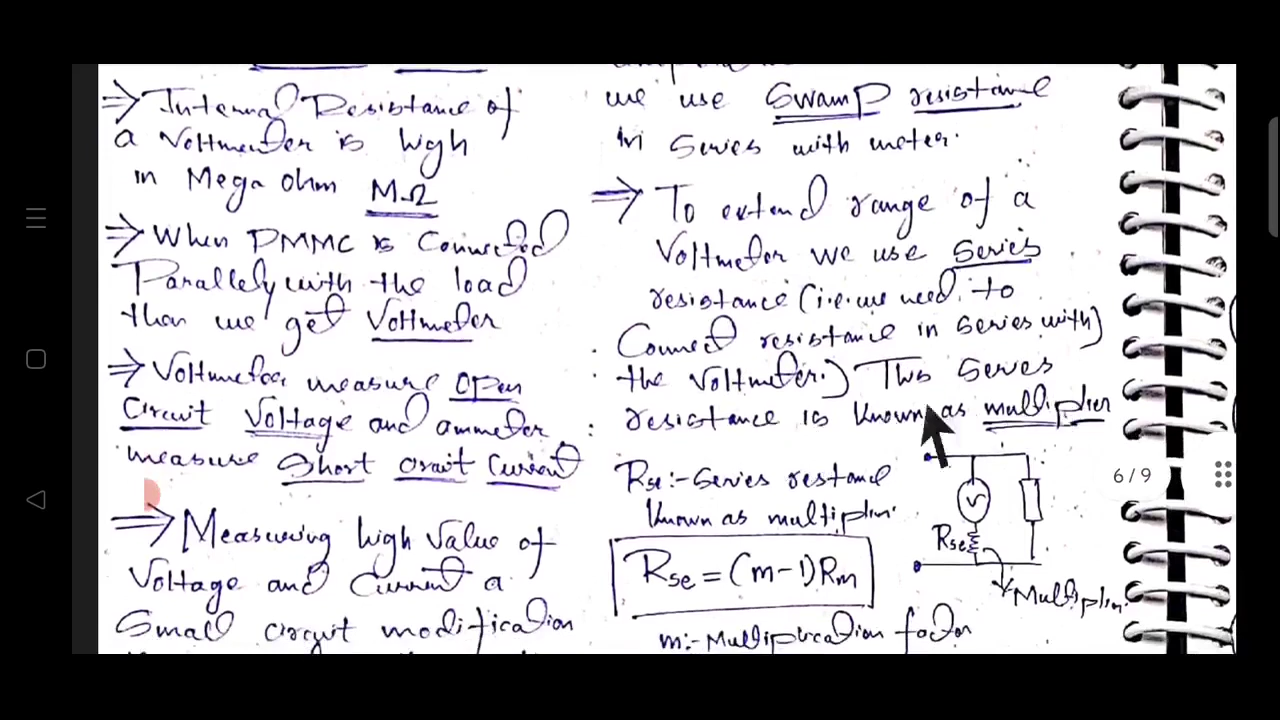 ⇒ Internal Resistance of
a Voltmeter is high
in Mega ohm MΩ
⇒ When PMMC is Connected
Parallely with the load
then we get Voltmeter
⇒ Voltmeter measure open
Circuit Voltage and ammeter
measure Short circuit Current
⇒ Measuring high value of
Voltage and Current a
Small circuit modification
we use Swamp resistance
in Series with meter.
⇒ To extend range of a
Voltmeter we use Series
resistance (i.e. we need to
Connect resistance in series with
the Voltmeter.) This Series
resistance is known as multiplier
Rse :- Series
known as
Rse = (m-1)Rm
m:- Multiplication factor
V
Rse
Multiplier
6/9